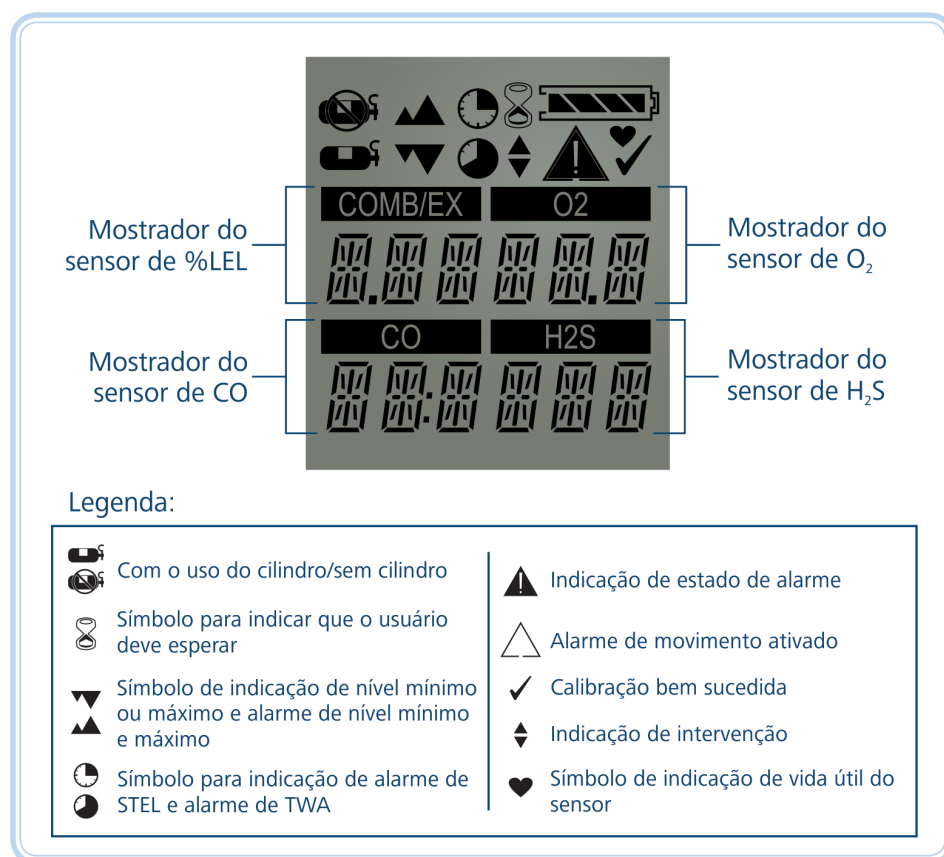 COMB/EX O2
Mostrador do
sensor de %LEL
Mostrador do
sensor de O₂
CO H2S
Mostrador do
sensor de CO
Mostrador do
sensor de H₂S
Legenda:
Com o uso do cilindro/sem cilindro
Símbolo para indicar que o usuário
deve esperar
Símbolo de indicação de nível mínimo
ou máximo e alarme de nível mínimo
e máximo
Símbolo para indicação de alarme de
STEL e alarme de TWA
Indicação de estado de alarme
Alarme de movimento ativado
Calibração bem sucedida
Indicação de intervenção
Símbolo de indicação de vida útil do
sensor